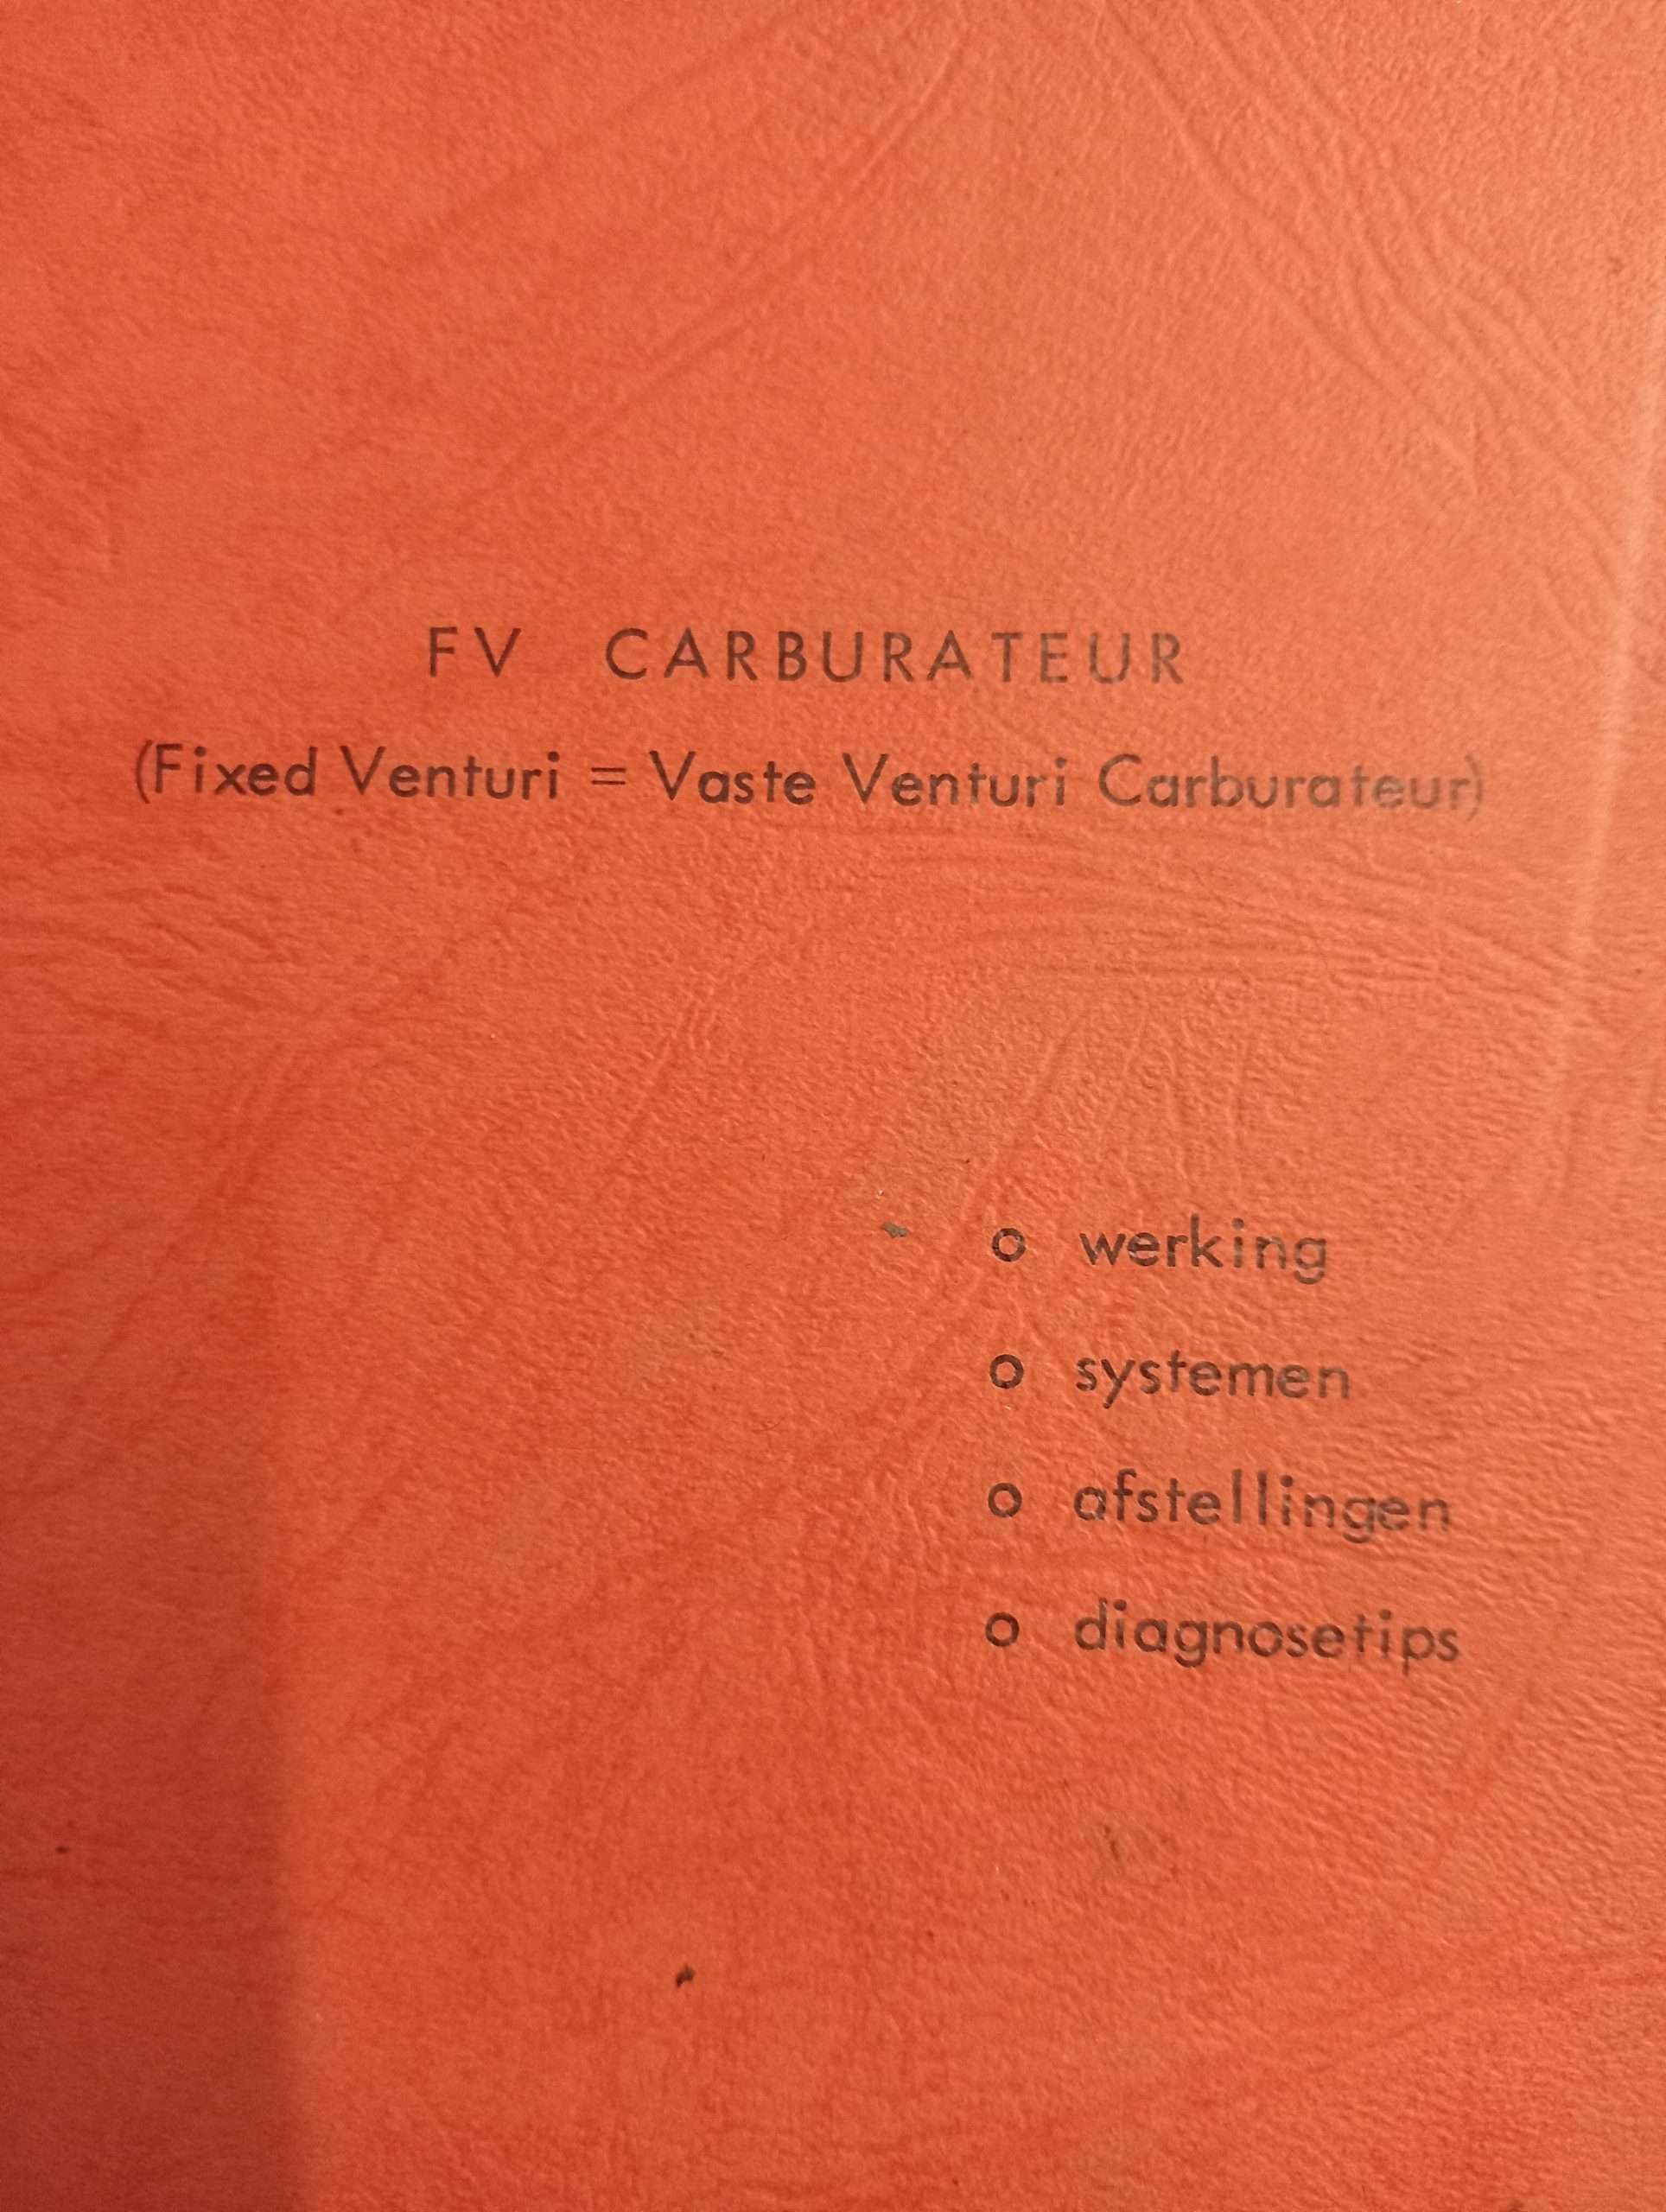 FV CARBURATEUR
(Fixed Venturi = Vaste Venturi Carburateur)
o werking
o systemen
o afstellingen
o diagnosetips